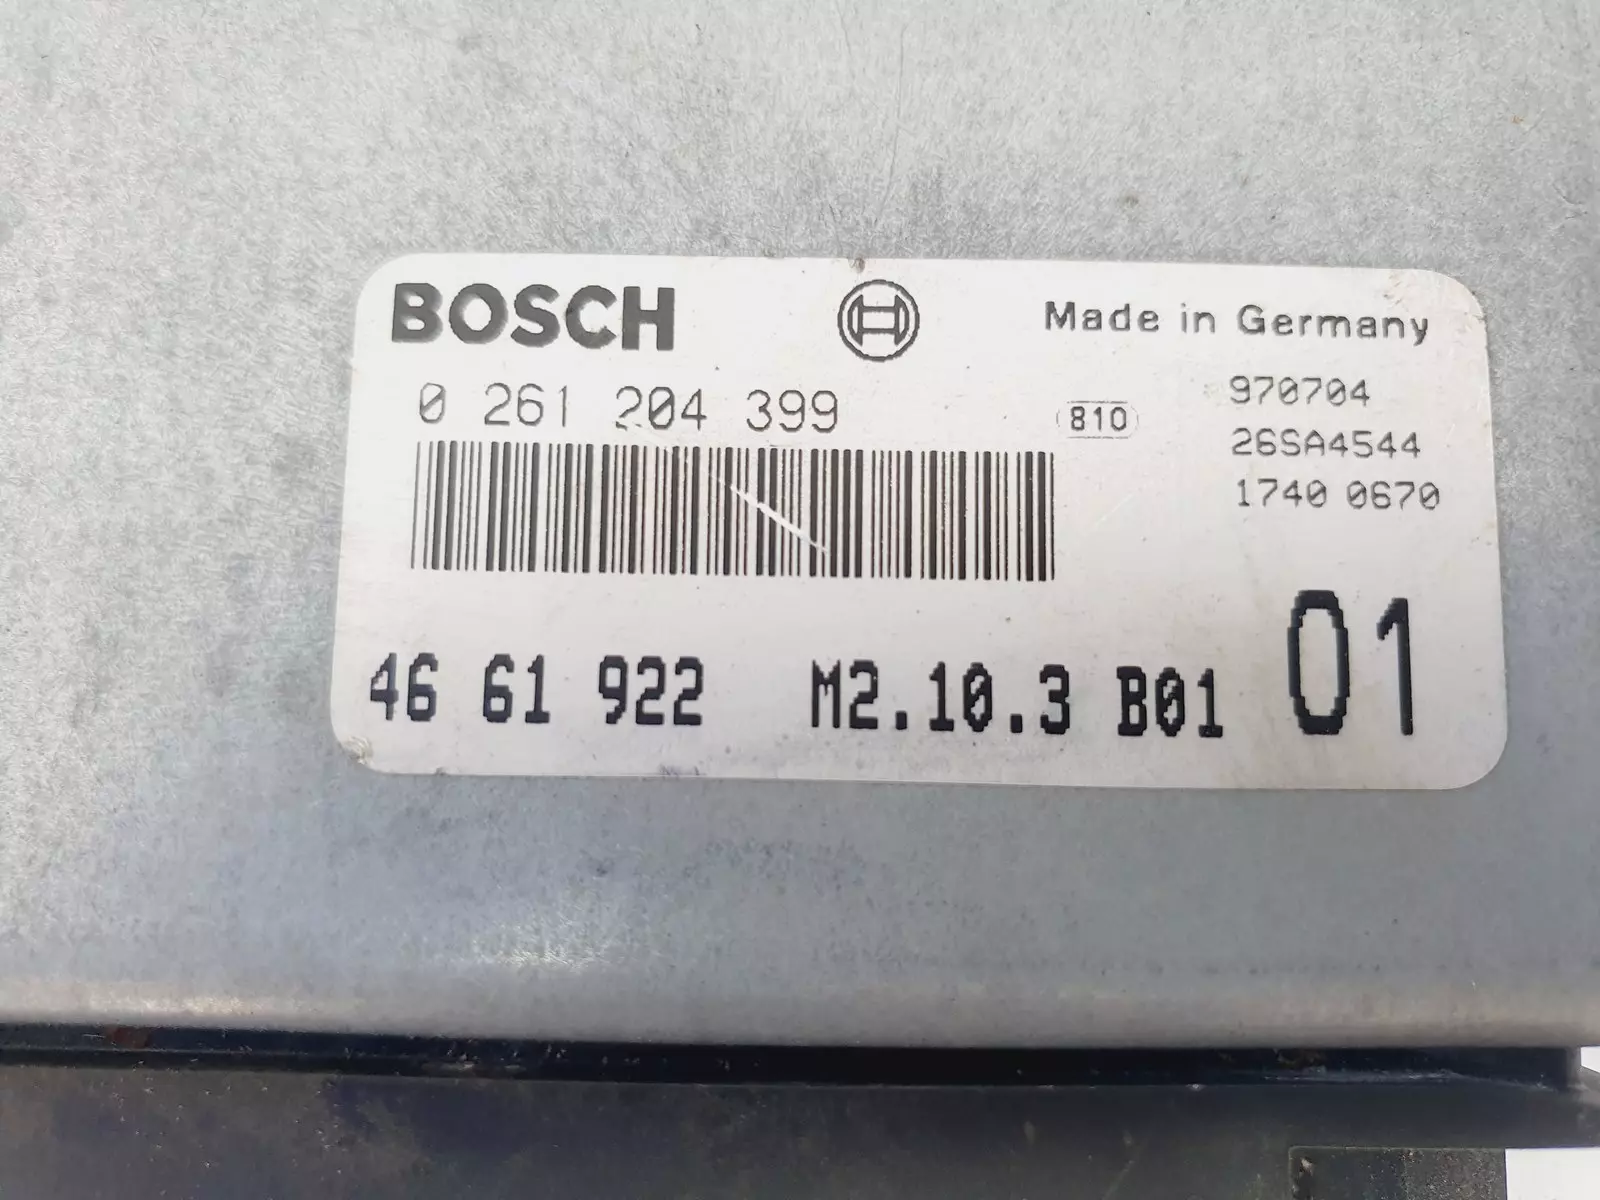 BOSCH Made in Germany
0 261 204 399 810 970704
26SA4544
1740 0670
46 61 922 M2.10.3 B01 01